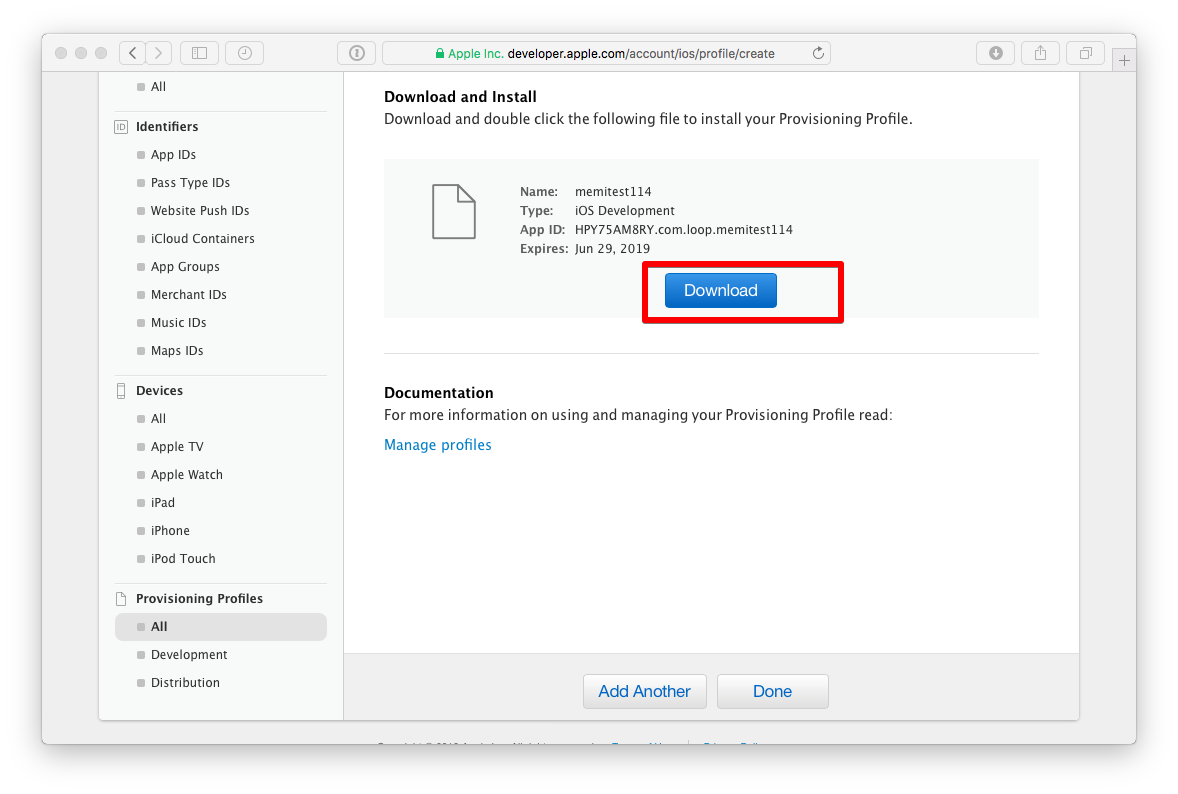 Apple Inc. developer.apple.com/account/ios/profile/create
All
ID Identifiers
App IDs
Pass Type IDs
Website Push IDs
iCloud Containers
App Groups
Merchant IDs
Music IDs
Maps IDs
Devices
All
Apple TV
Apple Watch
iPad
iPhone
iPod Touch
Provisioning Profiles
All
Development
Distribution
Download and Install
Download and double click the following file to install your Provisioning Profile.
Name: memitest114
Type: iOS Development
App ID: HPY75AM8RY.com.loop.memitest114
Expires: Jun 29, 2019
Download
Documentation
For more information on using and managing your Provisioning Profile read:
Manage profiles
Add Another
Done